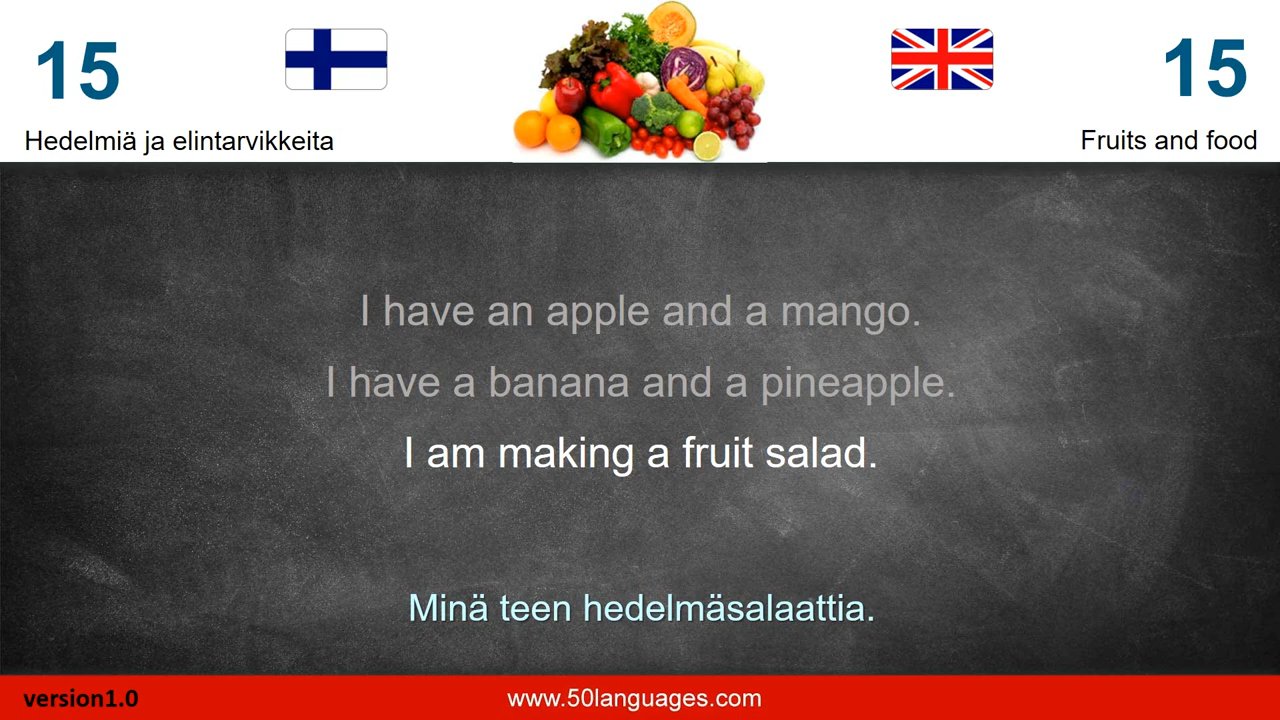 15
15
Hedelmiä ja elintarvikkeita
Fruits and food
I have an apple and a mango.
I have a banana and a pineapple.
I am making a fruit salad.
Minä teen hedelmäsalaattia.
version1.0
www.50languages.com